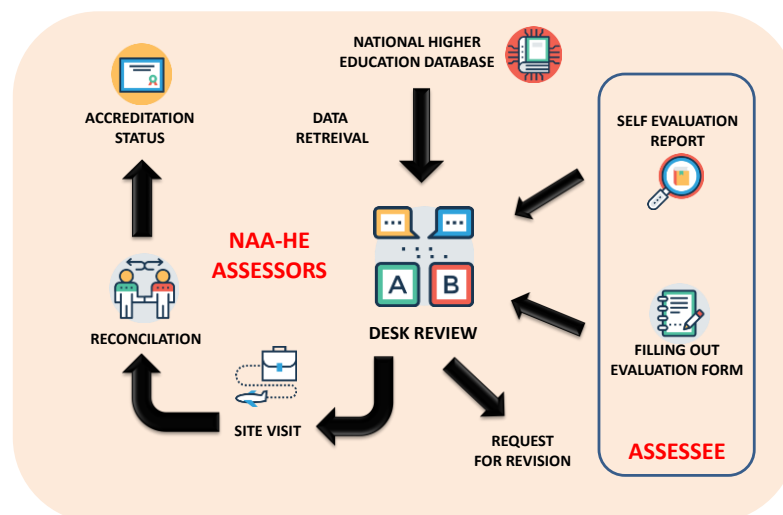 NATIONAL HIGHER
EDUCATION DATABASE
ACCREDITATION
STATUS
DATA
RETREIVAL
SELF EVALUATION
REPORT
NAA-HE
ASSESSORS
A B
DESK REVIEW
RECONCILATION
FILLING OUT
EVALUATION FORM
SITE VISIT
REQUEST
FOR REVISION
ASSESSEE